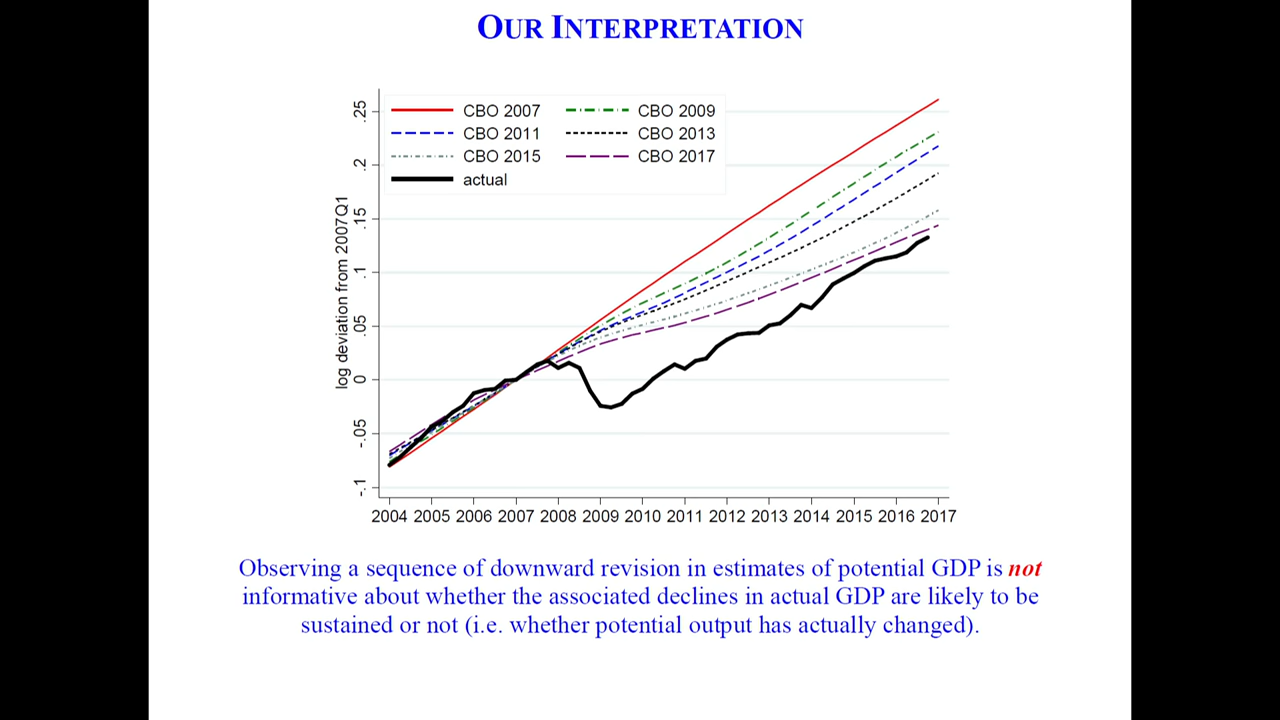 OUR INTERPRETATION
CBO 2007
CBO 2009
CBO 2011
CBO 2013
CBO 2015
CBO 2017
actual
log deviation from 2007Q1
.25
.2
.15
.1
.05
0
-.05
-.1
2004 2005 2006 2007 2008 2009 2010 2011 2012 2013 2014 2015 2016 2017
Observing a sequence of downward revision in estimates of potential GDP is not
informative about whether the associated declines in actual GDP are likely to be
sustained or not (i.e. whether potential output has actually changed).